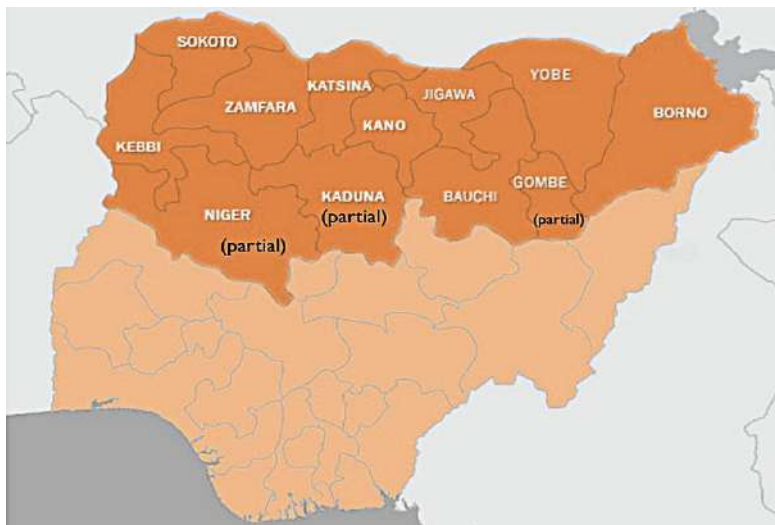 SOKOTO
YOBE
KATSINA
JIGAWA
ZAMFARA
BORNO
KANO
KEBBI
GOMBE
KADUNA
BAUCHI
NIGER
(partial)
(partial)
(partial)